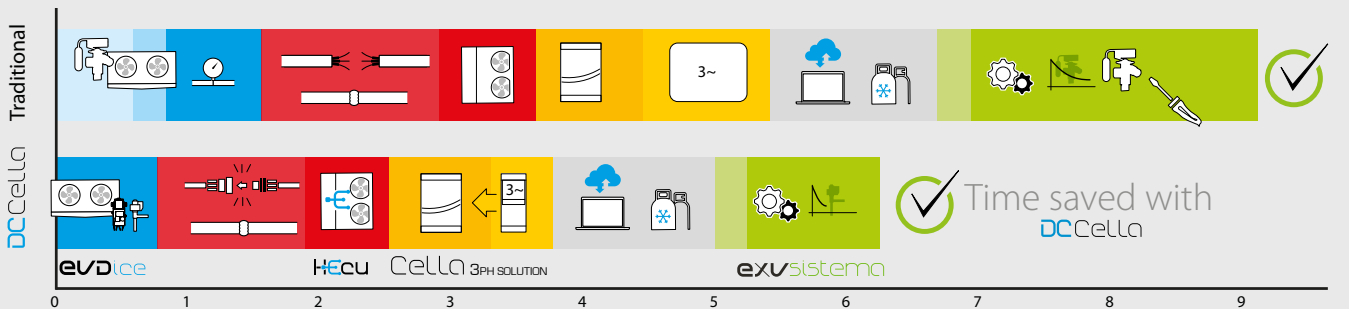 Traditional
3~
DCCella
3~
Time saved with
DCCella
evDice
HEcu
Cella 3PH SOLUTION
exvsistema
0 1 2 3 4 5 6 7 8 9